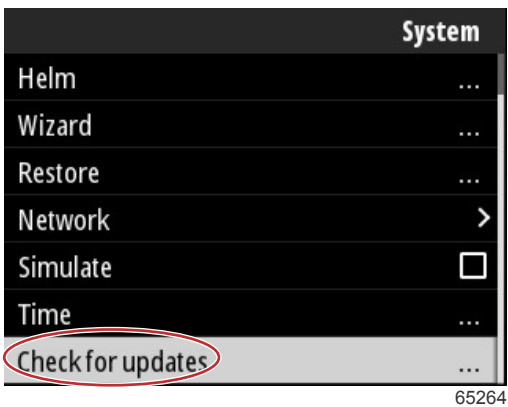 System
Helm ...
Wizard ...
Restore ...
Network >
Simulate
Time ...
Check for updates ...
65264